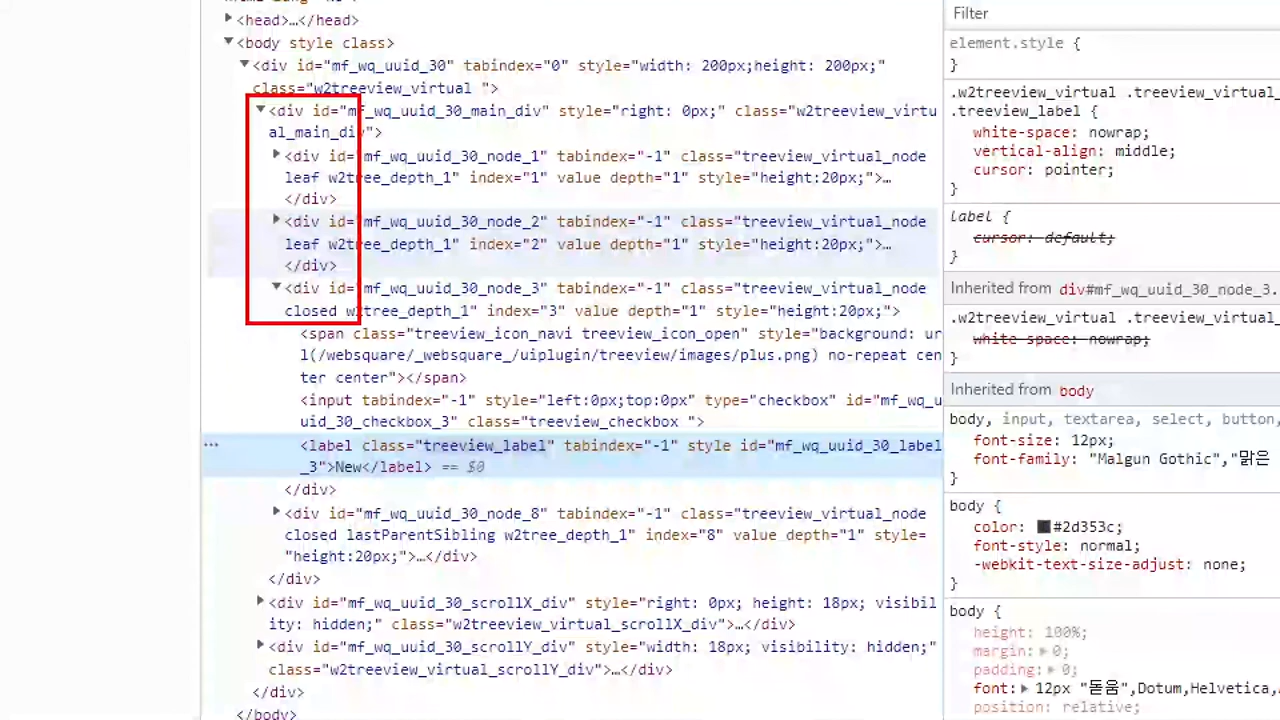 <head>…</head>
<body style class>
<div id="mf_wq_uuid_30" tabindex="0" style="width: 200px;height: 200px;"
class="w2treeview_virtual ">
<div id="mf_wq_uuid_30_main_div" style="right: 0px;" class="w2treeview_virtu
al_main_div">
<div id="mf_wq_uuid_30_node_1" tabindex="-1" class="treeview_virtual_node
leaf w2tree_depth_1" index="1" value depth="1" style="height:20px;">…
</div>
<div id="mf_wq_uuid_30_node_2" tabindex="-1" class="treeview_virtual_node
leaf w2tree_depth_1" index="2" value depth="1" style="height:20px;">…
</div>
<div id="mf_wq_uuid_30_node_3" tabindex="-1" class="treeview_virtual_node
closed w2tree_depth_1" index="3" value depth="1" style="height:20px;">
<span class="treeview_icon_navi treeview_icon_open" style="background: ur
l(/websquare/_websquare_/uiplugin/treeview/images/plus.png) no-repeat cen
ter center"></span>
<input tabindex="-1" style="left:0px;top:0px" type="checkbox" id="mf_wq_u
uid_30_checkbox_3" class="treeview_checkbox ">
<label class="treeview_label" tabindex="-1" style id="mf_wq_uuid_30_label
_3">New</label> == $0
</div>
<div id="mf_wq_uuid_30_node_8" tabindex="-1" class="treeview_virtual_node
closed lastParentSibling w2tree_depth_1" index="8" value depth="1" style=
"height:20px;">…</div>
</div>
<div id="mf_wq_uuid_30_scrollX_div" style="right: 0px; height: 18px; visibil
ity: hidden;" class="w2treeview_virtual_scrollX_div">…</div>
<div id="mf_wq_uuid_30_scrollY_div" style="width: 18px; visibility: hidden;"
class="w2treeview_virtual_scrollY_div">…</div>
</div>
</body>
Filter
element.style {
}
.w2treeview_virtual .treeview_virtual_
.treeview_label {
white-space: nowrap;
vertical-align: middle;
cursor: pointer;
}
label {
cursor: default;
}
Inherited from div#mf_wq_uuid_30_node_3.
.w2treeview_virtual .treeview_virtual_
white-space: nowrap;
}
Inherited from body
body, input, textarea, select, button,
font-size: 12px;
font-family: "Malgun Gothic","맑은
}
body {
color: #2d353c;
font-style: normal;
-webkit-text-size-adjust: none;
}
body {
height: 100%;
margin: 0;
padding: 0;
font: 12px "돋움",Dotum,Helvetica,
position: relative;